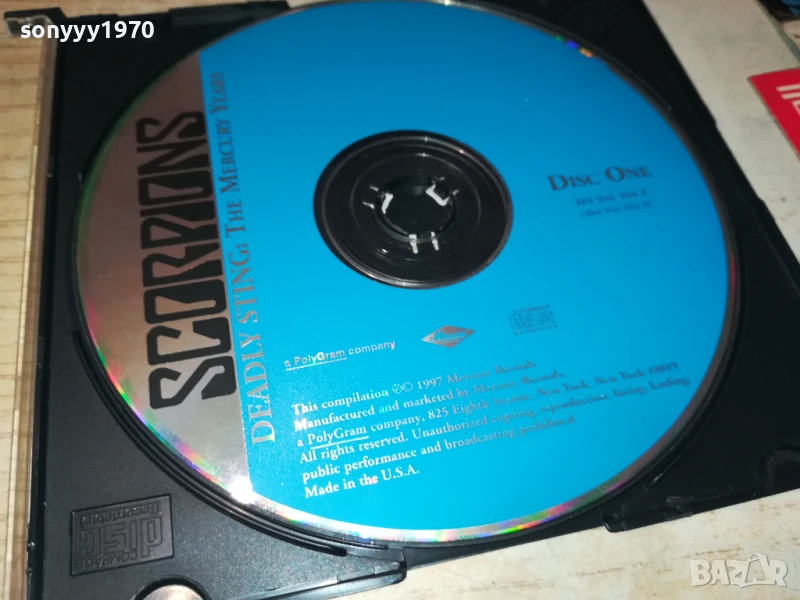 sonyyy1970
SCORPIONS
DEADLY STING: THE MERCURY YEARS
DISC ONE
a PolyGram company
This compilation ℗© 1997 Mercury Records.
Manufactured and marketed by Mercury Records,
a PolyGram company, 825 Eighth Avenue, New York, New York 10019
All rights reserved. Unauthorized copying, reproduction, hiring, lending,
public performance and broadcasting prohibited
Made in the U.S.A.
COMPACT
disc
Recordable
BAZAR